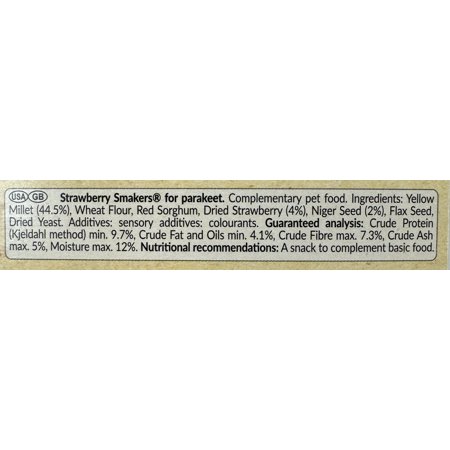 USA GB Strawberry Smakers® for parakeet. Complementary pet food. Ingredients: Yellow
Millet (44.5%), Wheat Flour, Red Sorghum, Dried Strawberry (4%), Niger Seed (2%), Flax Seed,
Dried Yeast. Additives: sensory additives: colourants. Guaranteed analysis: Crude Protein
(Kjeldahl method) min. 9.7%, Crude Fat and Oils min. 4.1%, Crude Fibre max. 7.3%, Crude Ash
max. 5%, Moisture max. 12%. Nutritional recommendations: A snack to complement basic food.